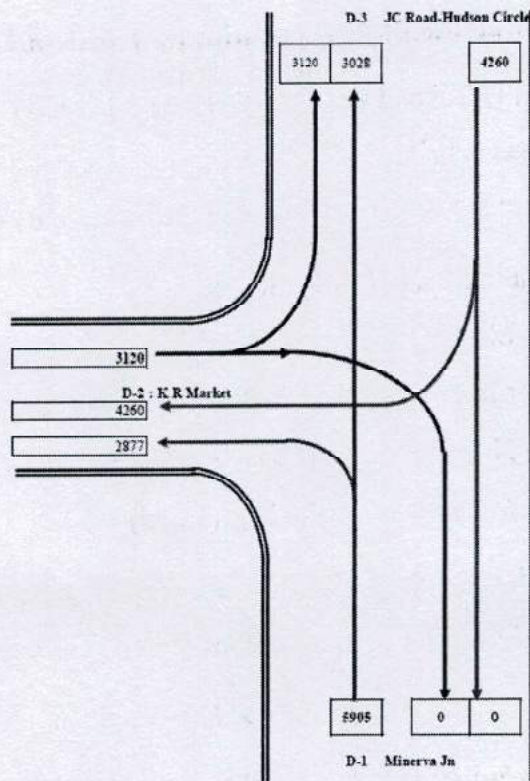 D-3 JC Road-Hudson Circle
3120 3028 4260
3120
D-2 : K R Market
4260
2877
5905 0 0
D-1 Minerva Jn